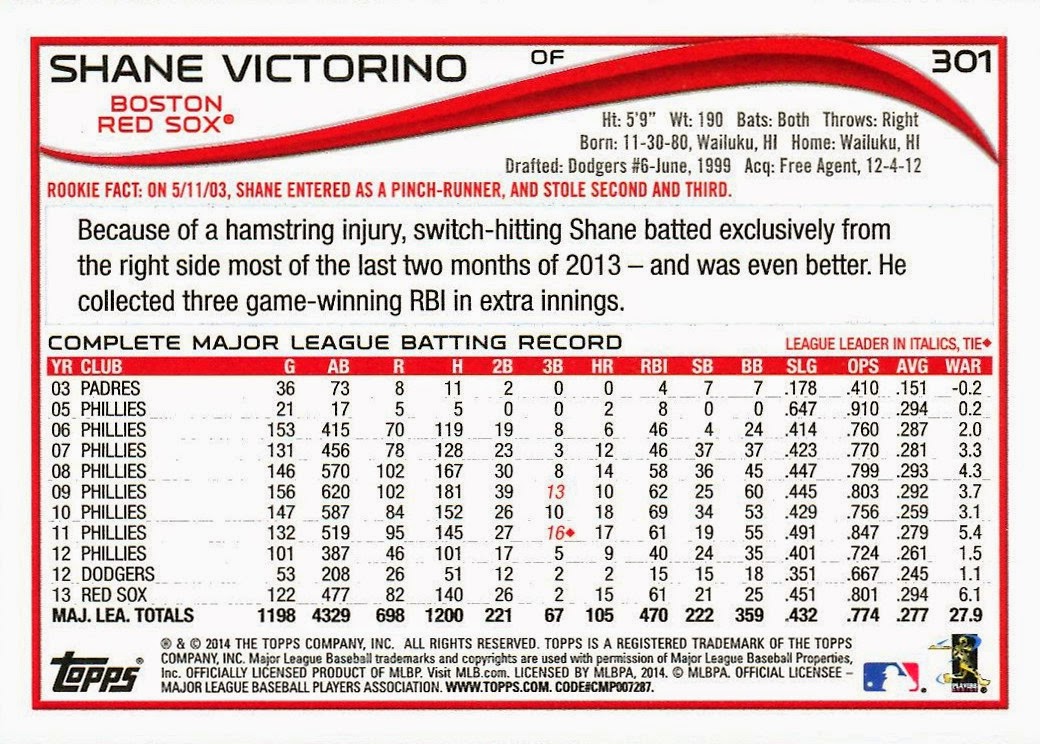 SHANE VICTORINO OF 301
BOSTON
RED SOX®
Ht: 5'9" Wt: 190 Bats: Both Throws: Right
Born: 11-30-80, Wailuku, HI Home: Wailuku, HI
Drafted: Dodgers #6-June, 1999 Acq: Free Agent, 12-4-12
ROOKIE FACT: ON 5/11/03, SHANE ENTERED AS A PINCH-RUNNER, AND STOLE SECOND AND THIRD.
Because of a hamstring injury, switch-hitting Shane batted exclusively from
the right side most of the last two months of 2013 – and was even better. He
collected three game-winning RBI in extra innings.
COMPLETE MAJOR LEAGUE BATTING RECORD LEAGUE LEADER IN ITALICS, TIE◆
YR CLUB G AB R H 2B 3B HR RBI SB BB SLG OPS AVG WAR
03 PADRES 36 73 8 11 2 0 0 4 7 7 .178 .410 .151 -0.2
05 PHILLIES 21 17 5 5 0 0 2 8 0 0 .647 .910 .294 0.2
06 PHILLIES 153 415 70 119 19 8 6 46 4 24 .414 .760 .287 2.0
07 PHILLIES 131 456 78 128 23 3 12 46 37 37 .423 .770 .281 3.3
08 PHILLIES 146 570 102 167 30 8 14 58 36 45 .447 .799 .293 4.3
09 PHILLIES 156 620 102 181 39 13 10 62 25 60 .445 .803 .292 3.7
10 PHILLIES 147 587 84 152 26 10 18 69 34 53 .429 .756 .259 3.1
11 PHILLIES 132 519 95 145 27 16◆ 17 61 19 55 .491 .847 .279 5.4
12 PHILLIES 101 387 46 101 17 5 9 40 24 35 .401 .724 .261 1.5
12 DODGERS 53 208 26 51 12 2 2 15 15 18 .351 .667 .245 1.1
13 RED SOX 122 477 82 140 26 2 15 61 21 25 .451 .801 .294 6.1
MAJ. LEA. TOTALS 1198 4329 698 1200 221 67 105 470 222 359 .432 .774 .277 27.9
® & © 2014 THE TOPPS COMPANY, INC. ALL RIGHTS RESERVED. TOPPS IS A REGISTERED TRADEMARK OF THE TOPPS
COMPANY, INC. Major League Baseball trademarks and copyrights are used with permission of Major League Baseball Properties,
Inc. OFFICIALLY LICENSED PRODUCT OF MLBP. Visit MLB.com. LICENSED BY MLBPA, 2014. © MLBPA. OFFICIAL LICENSEE –
MAJOR LEAGUE BASEBALL PLAYERS ASSOCIATION. WWW.TOPPS.COM. CODE#CMP007287.
Topps®
PLAYERS